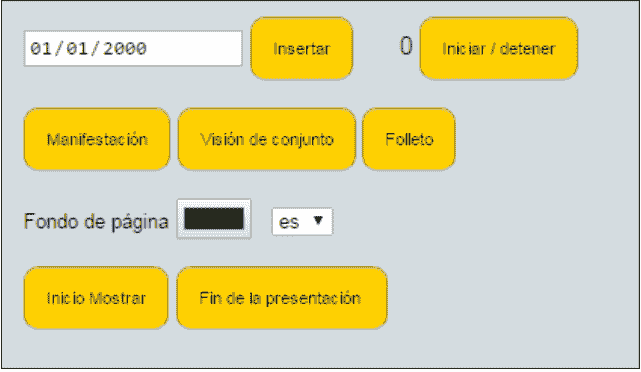 01/01/2000 Insertar 0 Iniciar / detener
Manifestación Visión de conjunto Folleto
Fondo de página es
Inicio Mostrar Fin de la presentación